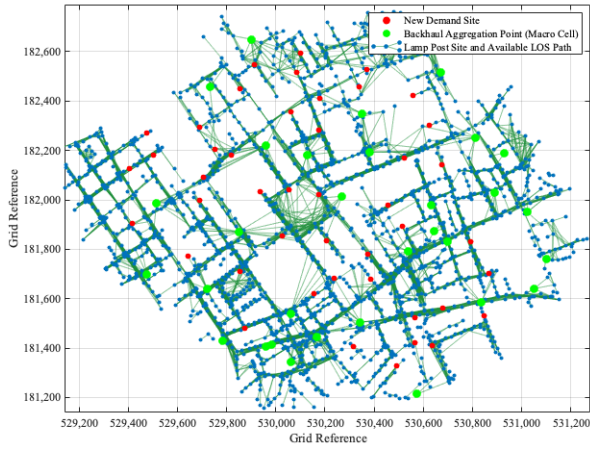 New Demand Site
Backhaul Aggregation Point (Macro Cell)
Lamp Post Site and Available LOS Path
182,600
182,400
182,200
182,000
181,800
181,600
181,400
181,200
Grid Reference
529,200 529,400 529,600 529,800 530,000 530,200 530,400 530,600 530,800 531,000 531,200
Grid Reference